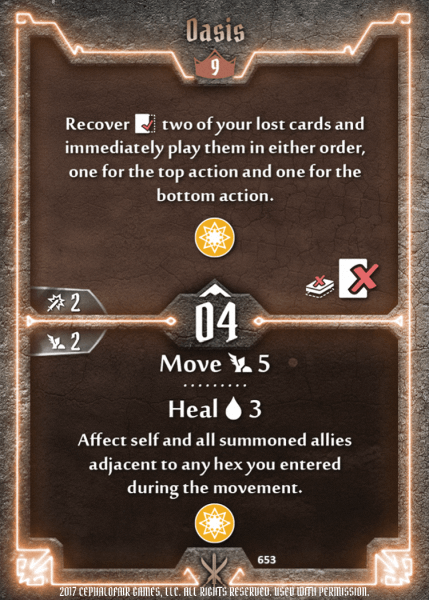 Oasis
9
Recover two of your lost cards and
immediately play them in either order,
one for the top action and one for the
bottom action.
2
04
2
Move 5
Heal 3
Affect self and all summoned allies
adjacent to any hex you entered
during the movement.
653
2017 CEPHALOFAIR GAMES, LLC. ALL RIGHTS RESERVED. USED WITH PERMISSION.